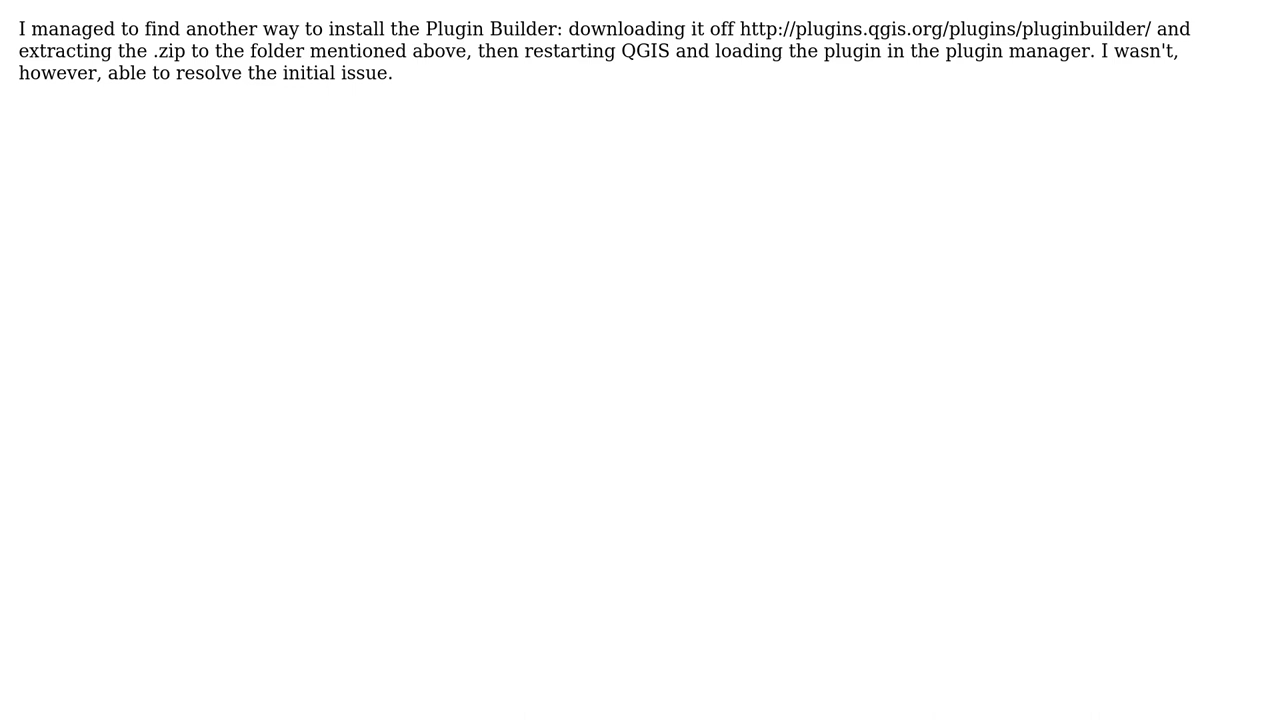 I managed to find another way to install the Plugin Builder: downloading it off http://plugins.qgis.org/plugins/pluginbuilder/ and
extracting the .zip to the folder mentioned above, then restarting QGIS and loading the plugin in the plugin manager. I wasn't,
however, able to resolve the initial issue.